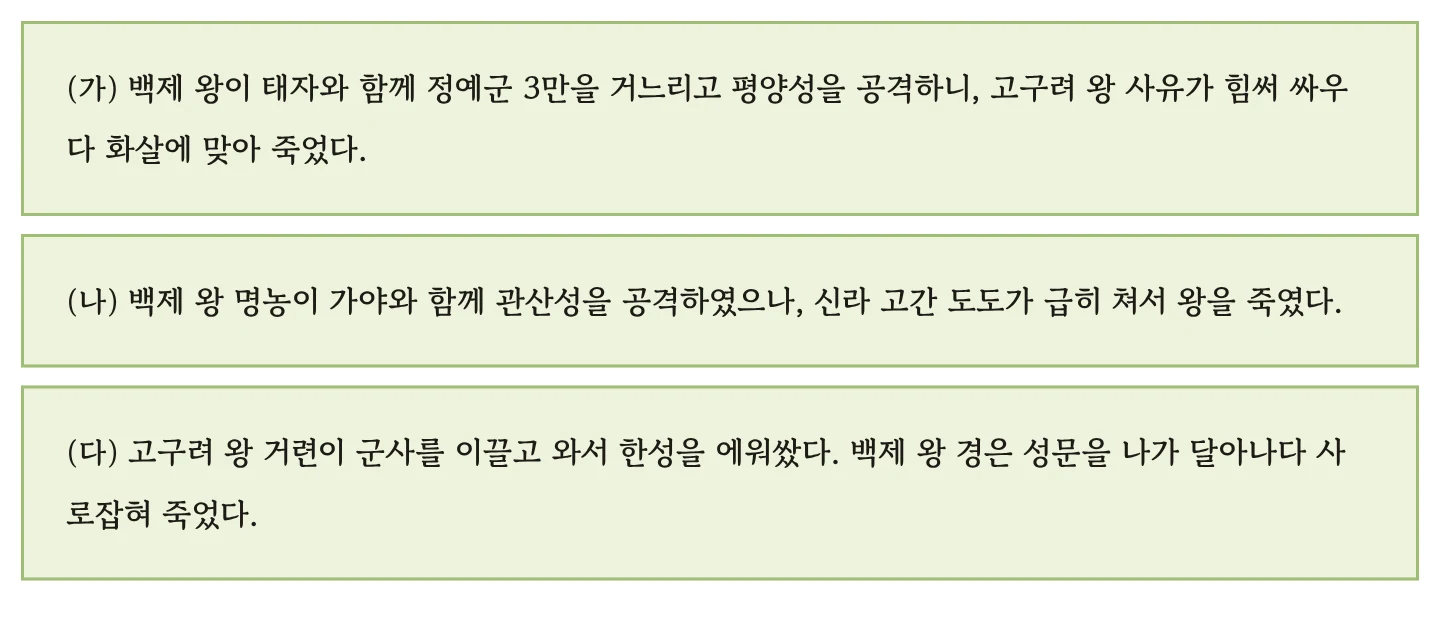 (가) 백제 왕이 태자와 함께 정예군 3만을 거느리고 평양성을 공격하니, 고구려 왕 사유가 힘써 싸우
다 화살에 맞아 죽었다.
(나) 백제 왕 명농이 가야와 함께 관산성을 공격하였으나, 신라 고간 도도가 급히 쳐서 왕을 죽였다.
(다) 고구려 왕 거련이 군사를 이끌고 와서 한성을 에워쌌다. 백제 왕 경은 성문을 나가 달아나다 사
로잡혀 죽었다.